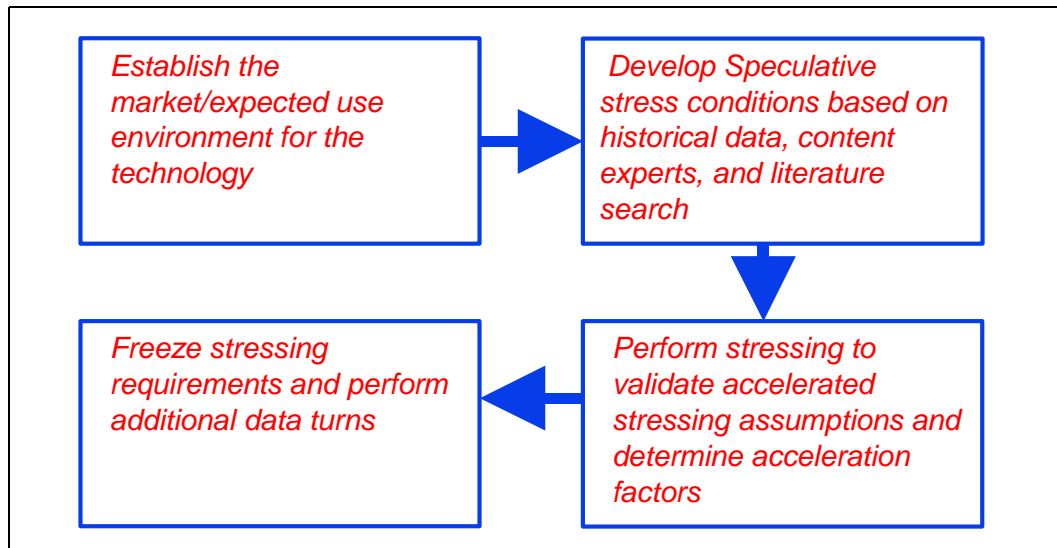 Establish the
market/expected use
environment for the
technology
Develop Speculative
stress conditions based on
historical data, content
experts, and literature
search
Perform stressing to
validate accelerated
stressing assumptions and
determine acceleration
factors
Freeze stressing
requirements and perform
additional data turns